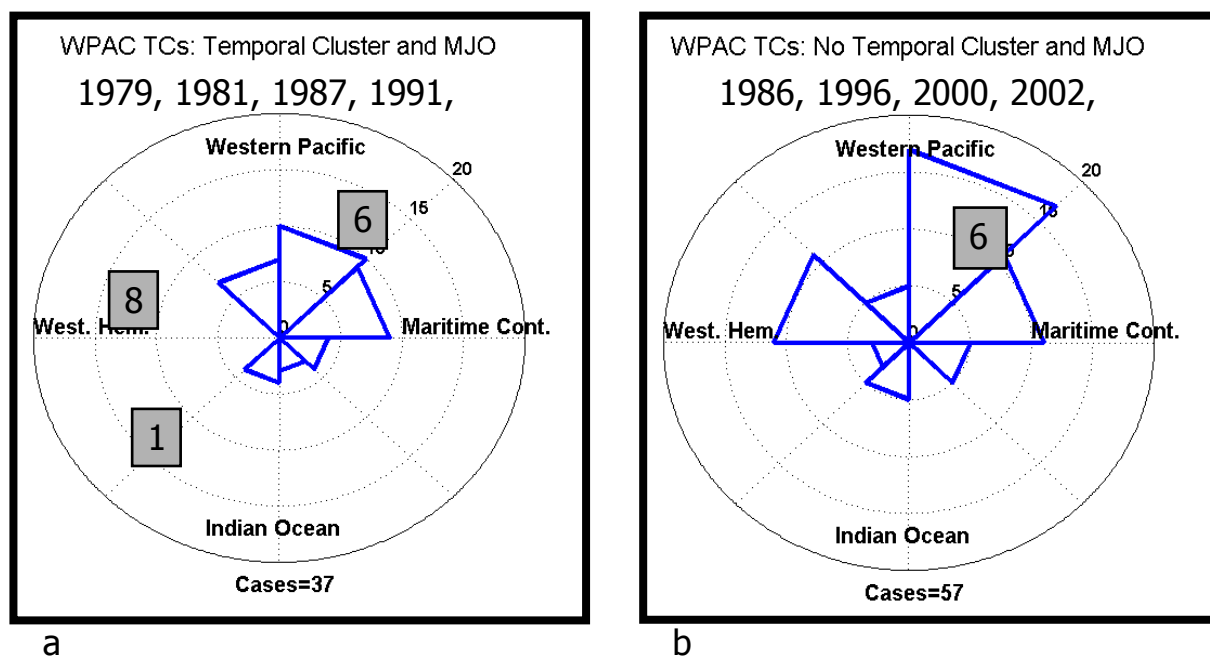 WPAC TCs: Temporal Cluster and MJO
1979, 1981, 1987, 1991,
Western Pacific
20
15
6
10
8
5
0
West. Hem.
Maritime Cont.
1
Indian Ocean
Cases=37
a
WPAC TCs: No Temporal Cluster and MJO
1986, 1996, 2000, 2002,
Western Pacific
20
15
6
5
0
West. Hem.
Maritime Cont.
Indian Ocean
Cases=57
b